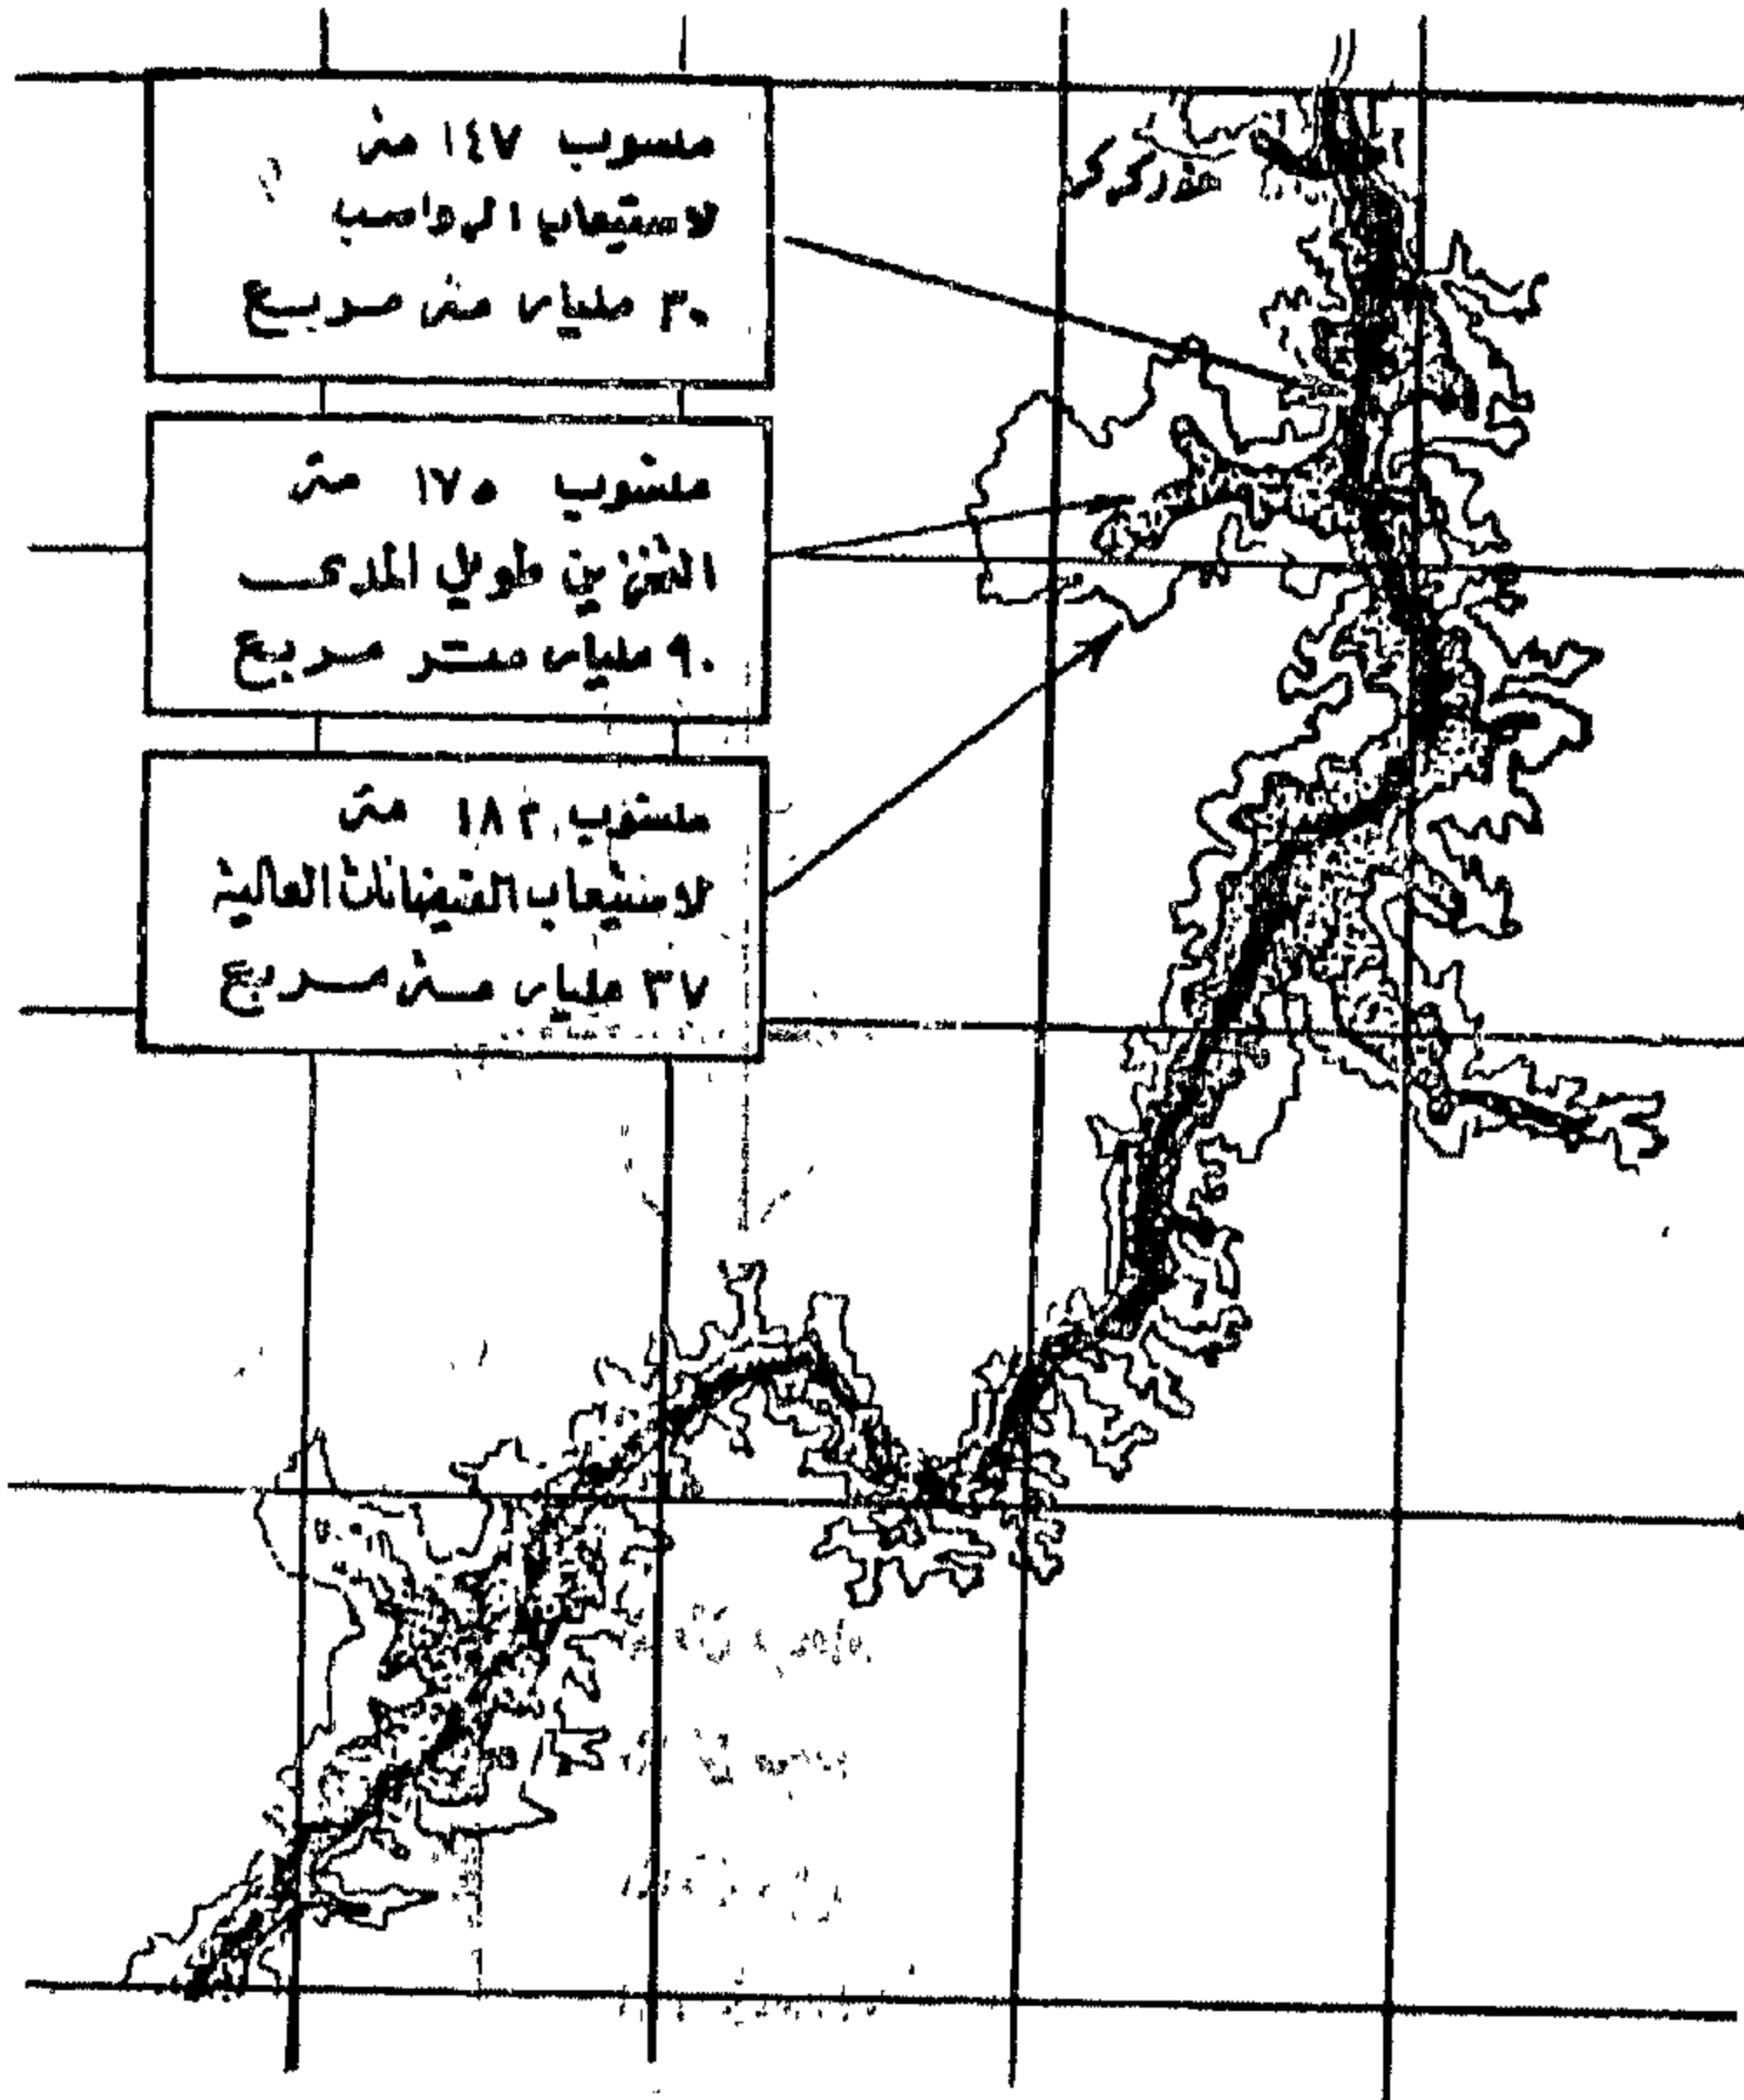 منسوب ١٤٧ متر
لاستيعاب الرواسب
٣٠ مليار متر مربع
منسوب ١٧٥ متر
التخزين طويل المدى
٩٠ مليار متر مربع
منسوب ١٨٢ متر
لاستيعاب الفيضانات العالية
٣٧ مليار متر مربع